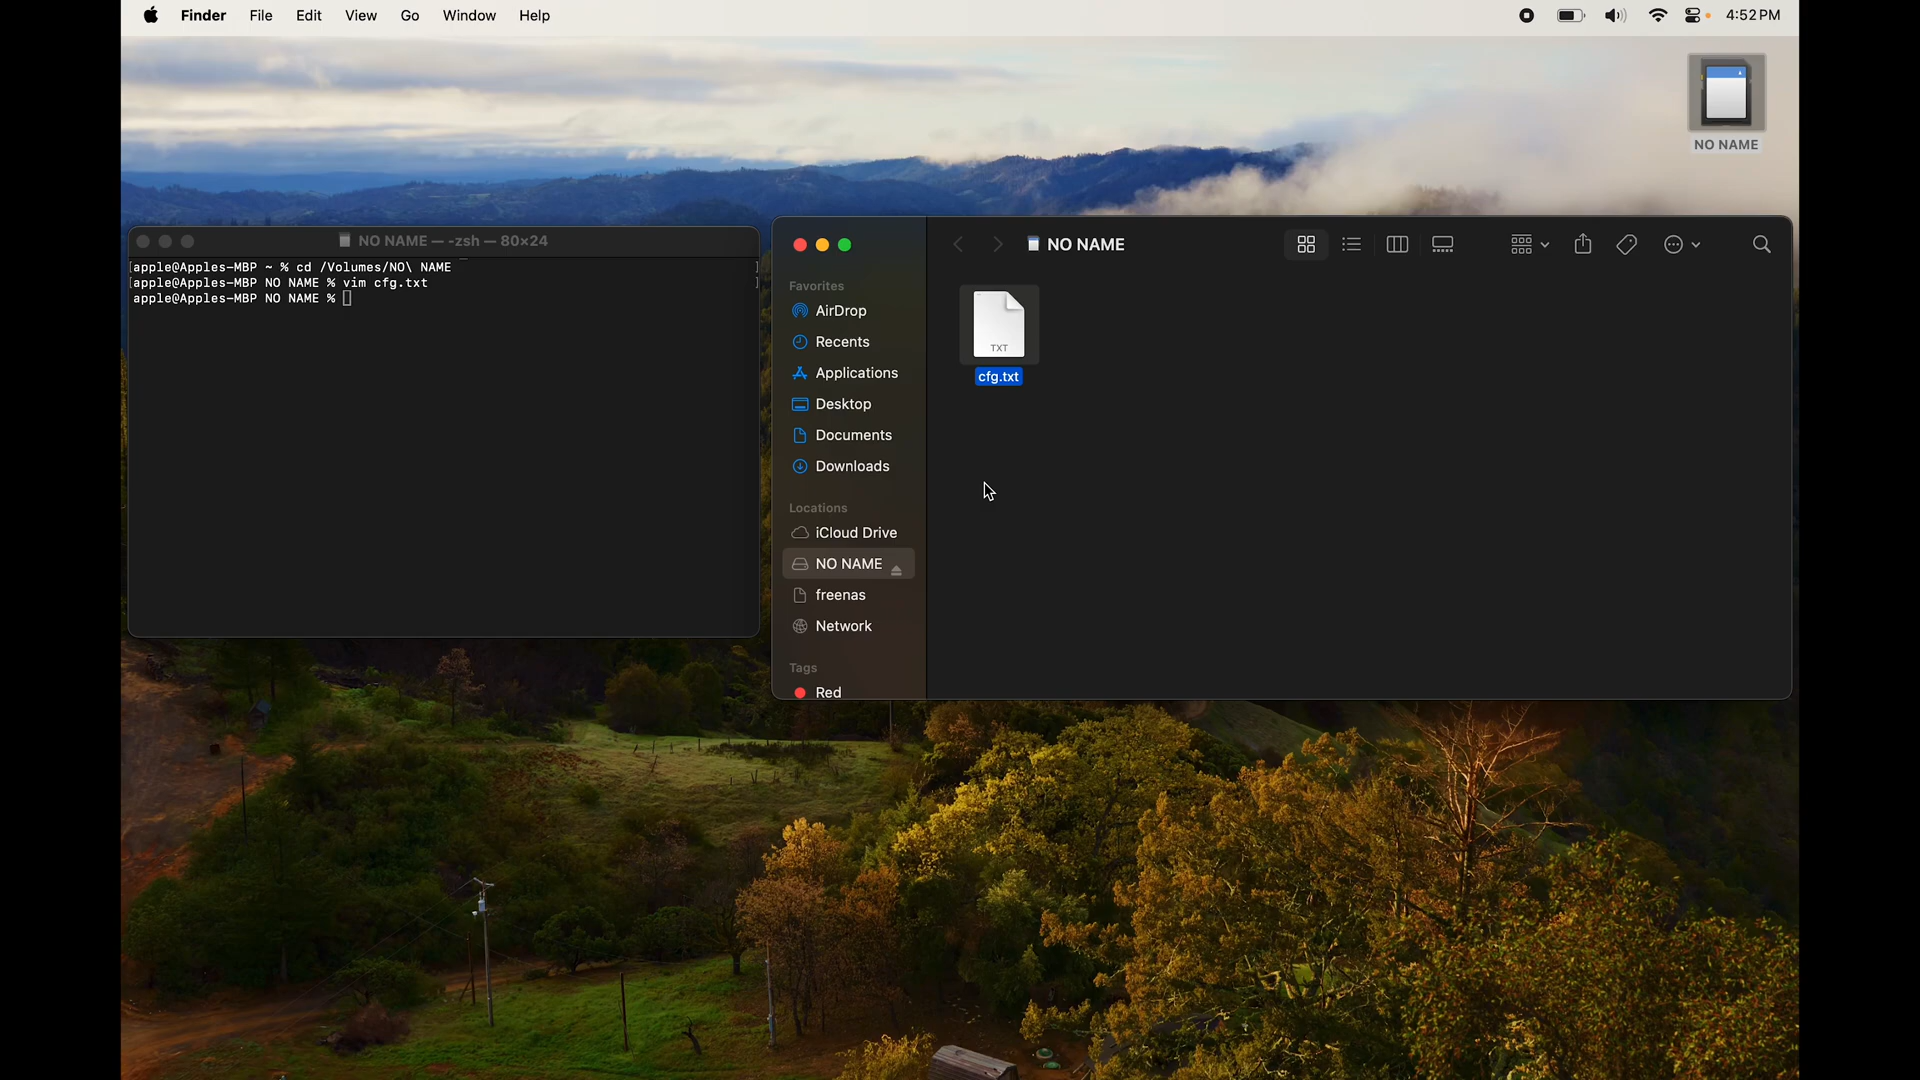 Finder File Edit View Go Window Help 4:52 PM
NO NAME
NO NAME — -zsh — 80×24
[apple@Apples-MBP ~ % cd /Volumes/NO\ NAME ]
[apple@Apples-MBP NO NAME % vim cfg.txt ]
apple@Apples-MBP NO NAME %
NO NAME
Favorites
AirDrop
Recents
Applications
Desktop
Documents
Downloads
Locations
iCloud Drive
NO NAME
freenas
Network
Tags
Red
TXT
cfg.txt